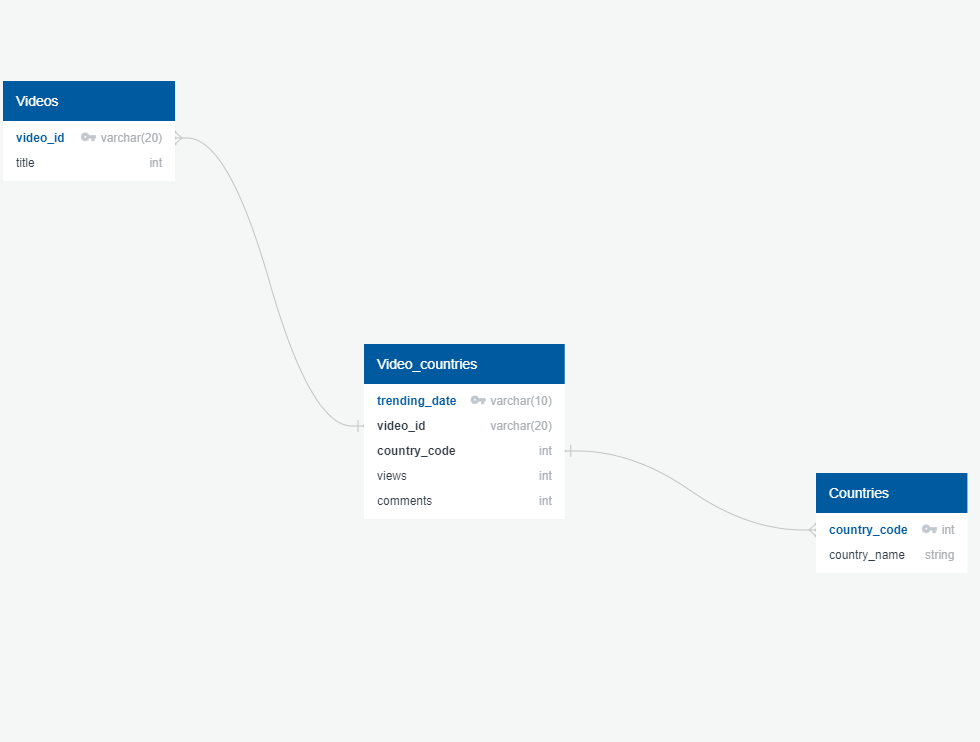 Videos
video_id varchar(20)
title int
Video_countries
trending_date varchar(10)
video_id varchar(20)
country_code int
views int
comments int
Countries
country_code int
country_name string